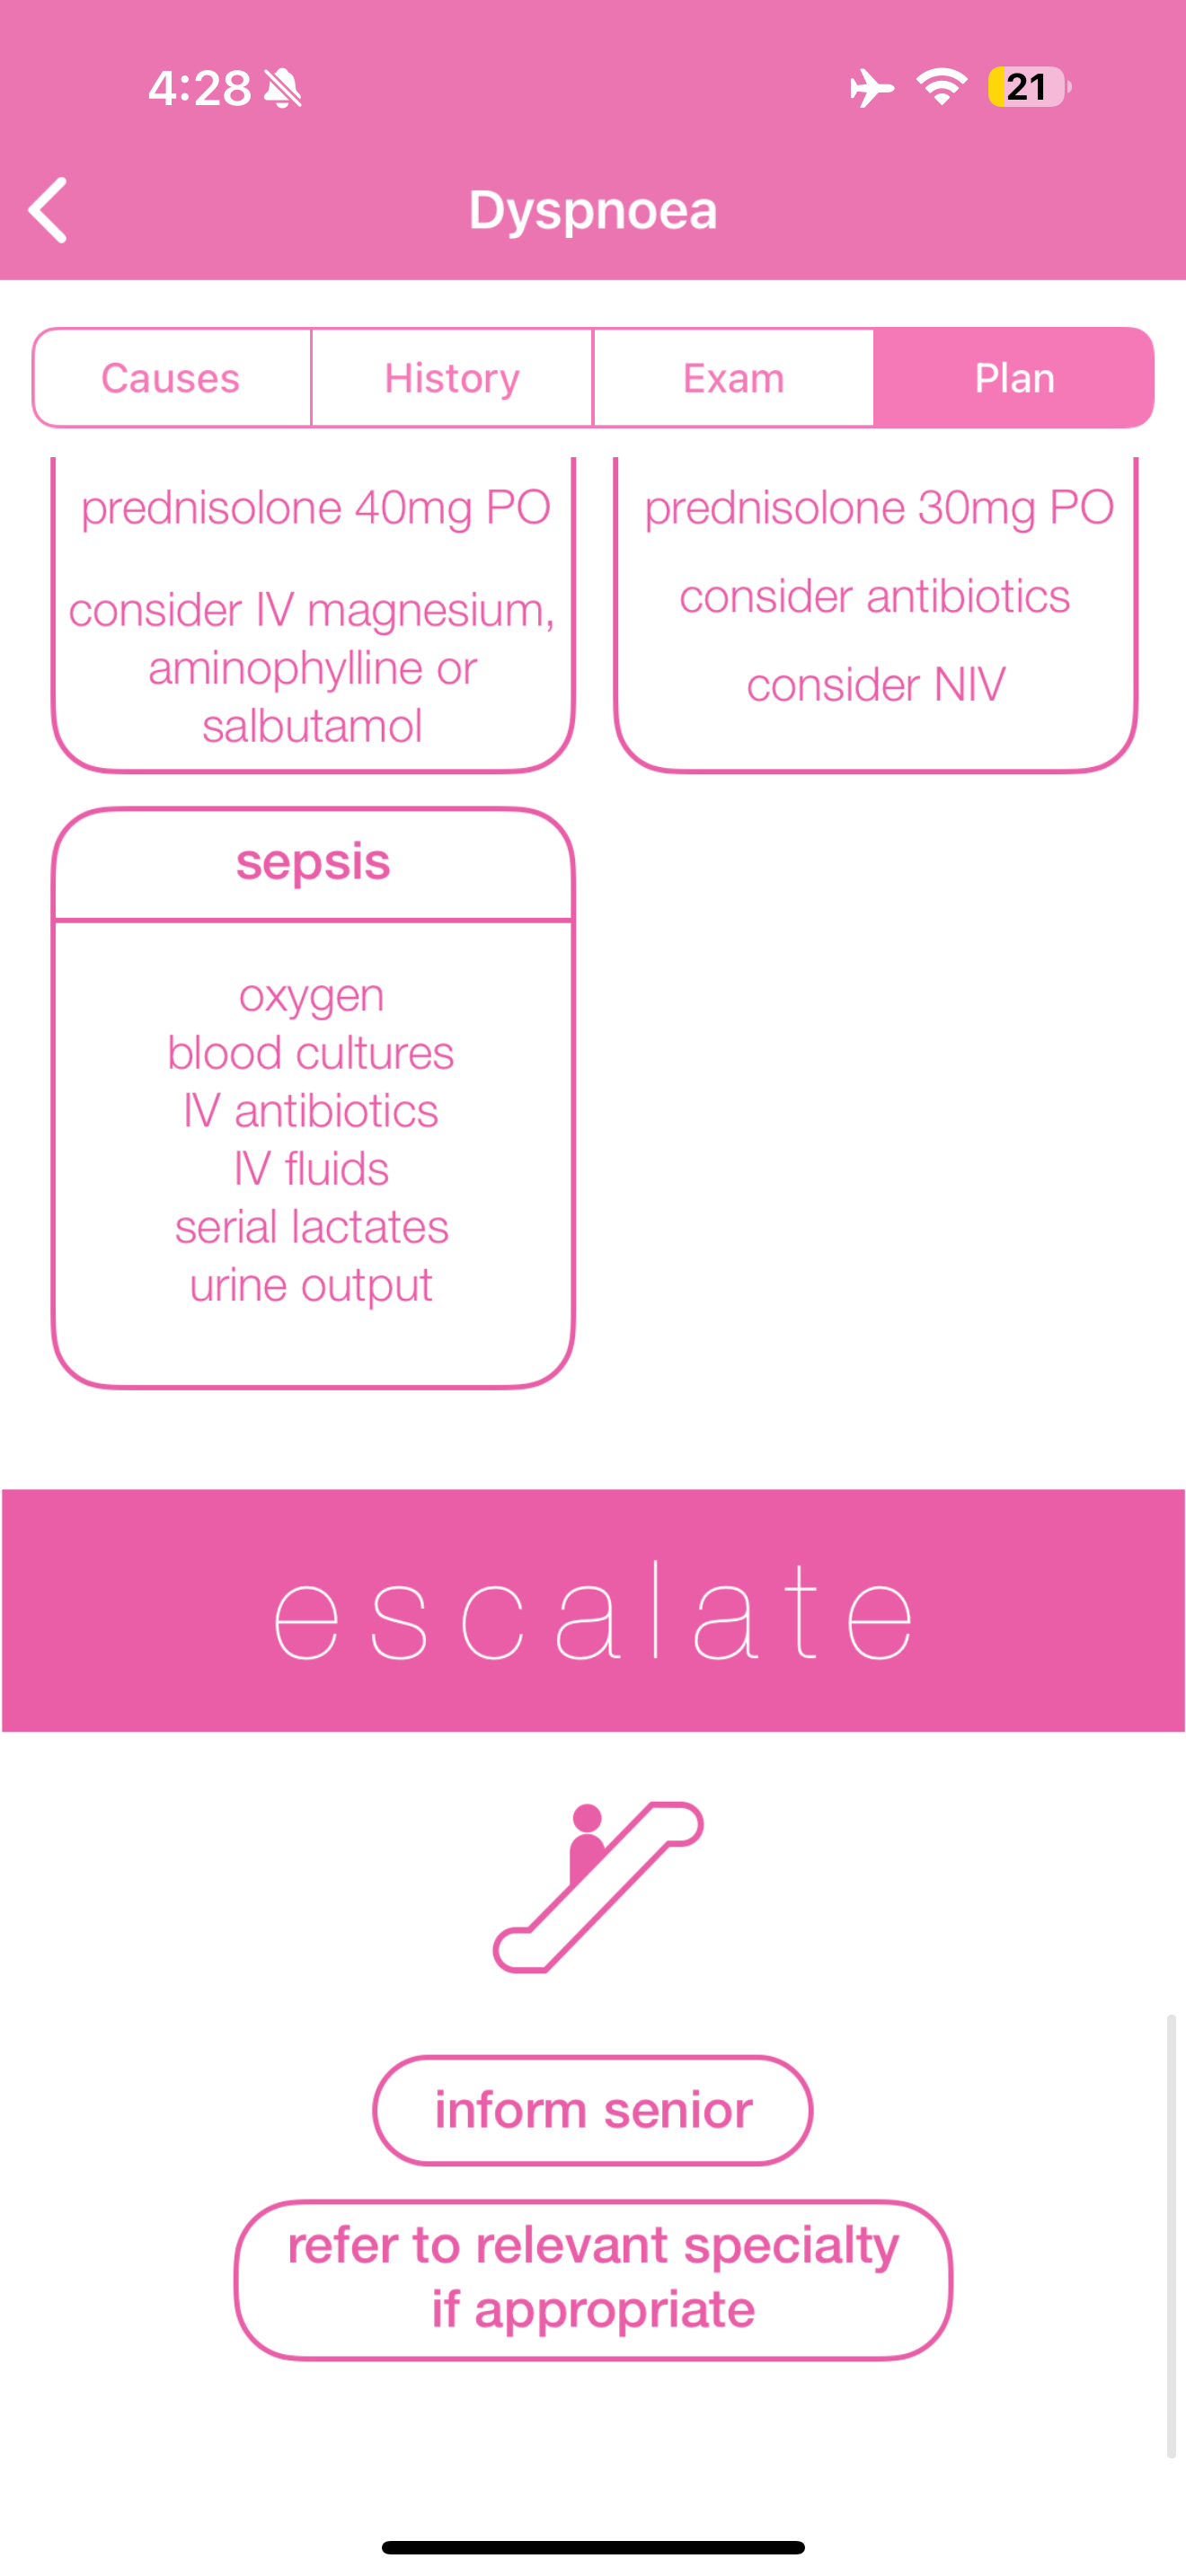 4:28
21
Dyspnoea
Causes
History
Exam
Plan
prednisolone 40mg PO
consider IV magnesium,
aminophylline or
salbutamol
prednisolone 30mg PO
consider antibiotics
consider NIV
sepsis
oxygen
blood cultures
IV antibiotics
IV fluids
serial lactates
urine output
escalate
inform senior
refer to relevant specialty
if appropriate